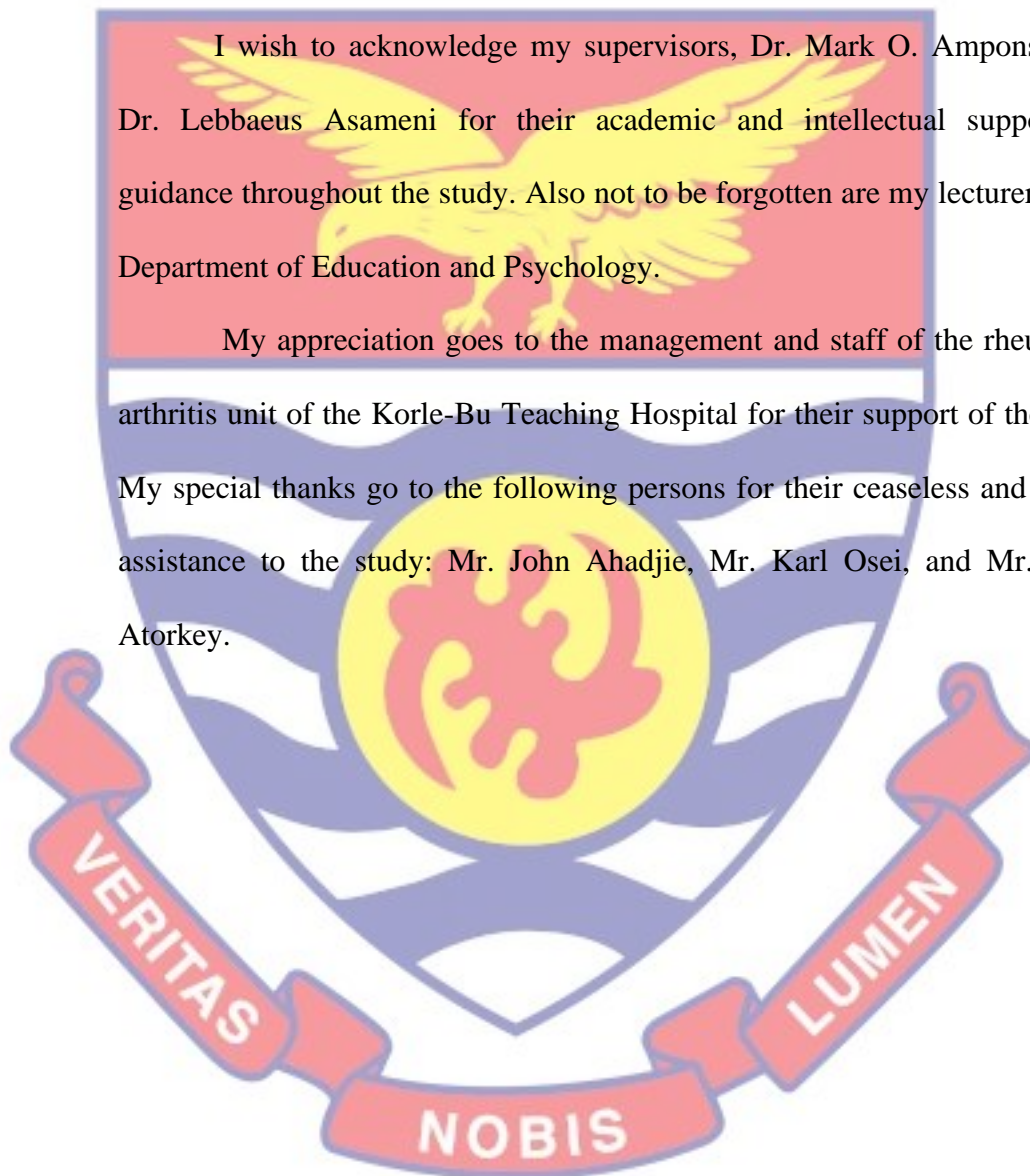 I wish to acknowledge my supervisors, Dr. Mark O. Ampons
Dr. Lebbaeus Asameni for their academic and intellectual suppo
guidance throughout the study. Also not to be forgotten are my lecturer
Department of Education and Psychology.
My appreciation goes to the management and staff of the rheu
arthritis unit of the Korle-Bu Teaching Hospital for their support of the
My special thanks go to the following persons for their ceaseless and
assistance to the study: Mr. John Ahadjie, Mr. Karl Osei, and Mr.
Atorkey.
VERITAS
NOBIS
LUMEN